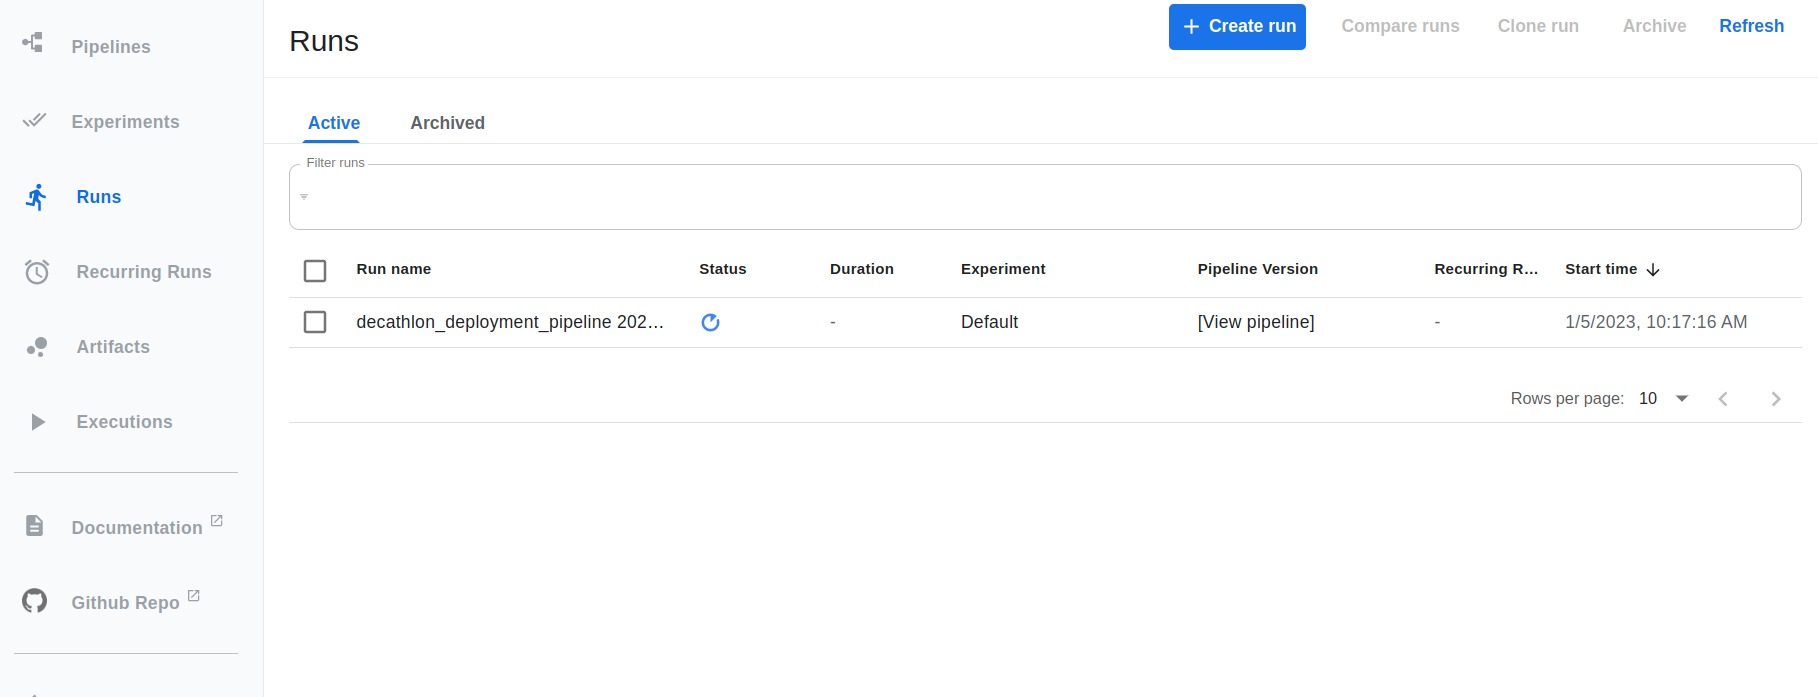 Pipelines
Experiments
Runs
Recurring Runs
Artifacts
Executions
Documentation
Github Repo
Runs
Create run Compare runs Clone run Archive Refresh
Active Archived
Filter runs
Run name Status Duration Experiment Pipeline Version Recurring R... Start time
decathlon_deployment_pipeline 202... - Default [View pipeline] - 1/5/2023, 10:17:16 AM
Rows per page: 10